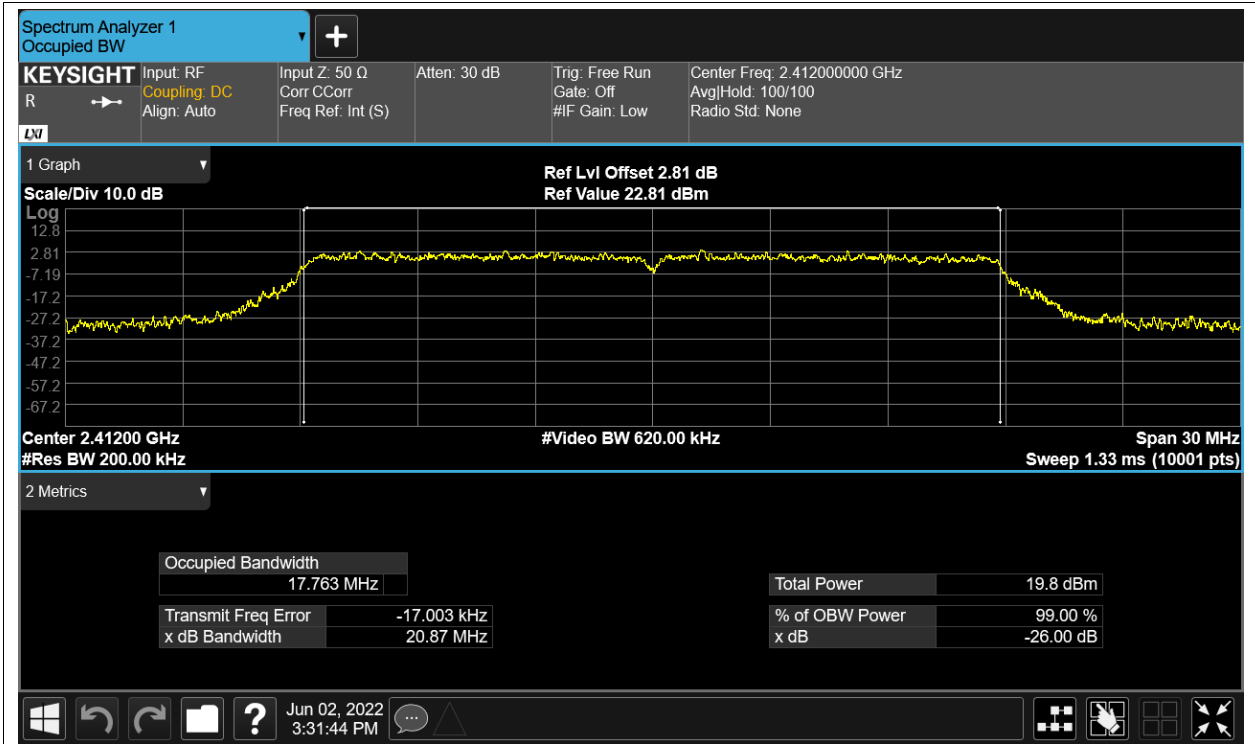 Spectrum Analyzer 1
Occupied BW
KEYSIGHT
R
LXI
Input: RF
Coupling: DC
Align: Auto
Input Z: 50 Ω
Corr CCorr
Freq Ref: Int (S)
Atten: 30 dB
Trig: Free Run
Gate: Off
#IF Gain: Low
Center Freq: 2.412000000 GHz
Avg|Hold: 100/100
Radio Std: None
1 Graph
Scale/Div 10.0 dB
Ref Lvl Offset 2.81 dB
Ref Value 22.81 dBm
Log
12.8
2.81
-7.19
-17.2
-27.2
-37.2
-47.2
-57.2
-67.2
Center 2.41200 GHz
#Res BW 200.00 kHz
#Video BW 620.00 kHz
Span 30 MHz
Sweep 1.33 ms (10001 pts)
2 Metrics
Occupied Bandwidth
17.763 MHz
Transmit Freq Error -17.003 kHz
x dB Bandwidth 20.87 MHz
Total Power 19.8 dBm
% of OBW Power 99.00 %
x dB -26.00 dB
?
Jun 02, 2022
3:31:44 PM